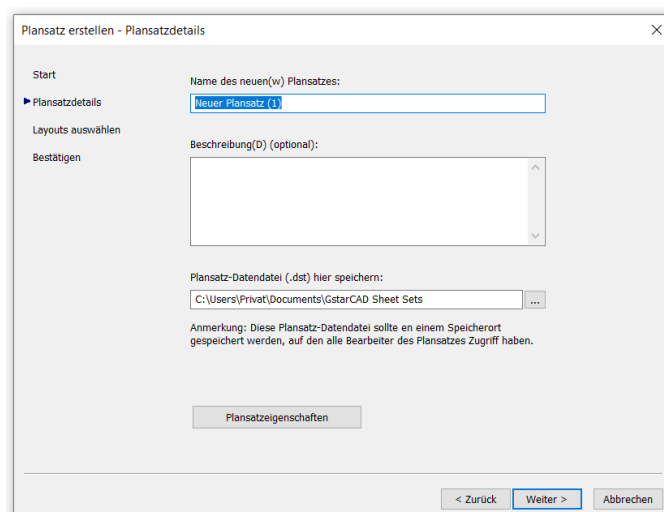 Plansatz erstellen - Plansatzdetails
Start
Plansatzdetails
Layouts auswählen
Bestätigen
Name des neuen(w) Plansatzes:
Neuer Plansatz (1)
Beschreibung(D) (optional):
Plansatz-Datendatei (.dst) hier speichern:
C:\Users\Privat\Documents\GstarCAD Sheet Sets
...
Anmerkung: Diese Plansatz-Datendatei sollte en einem Speicherort
gespeichert werden, auf den alle Bearbeiter des Plansatzes Zugriff haben.
Plansatzeigenschaften
< Zurück
Weiter >
Abbrechen